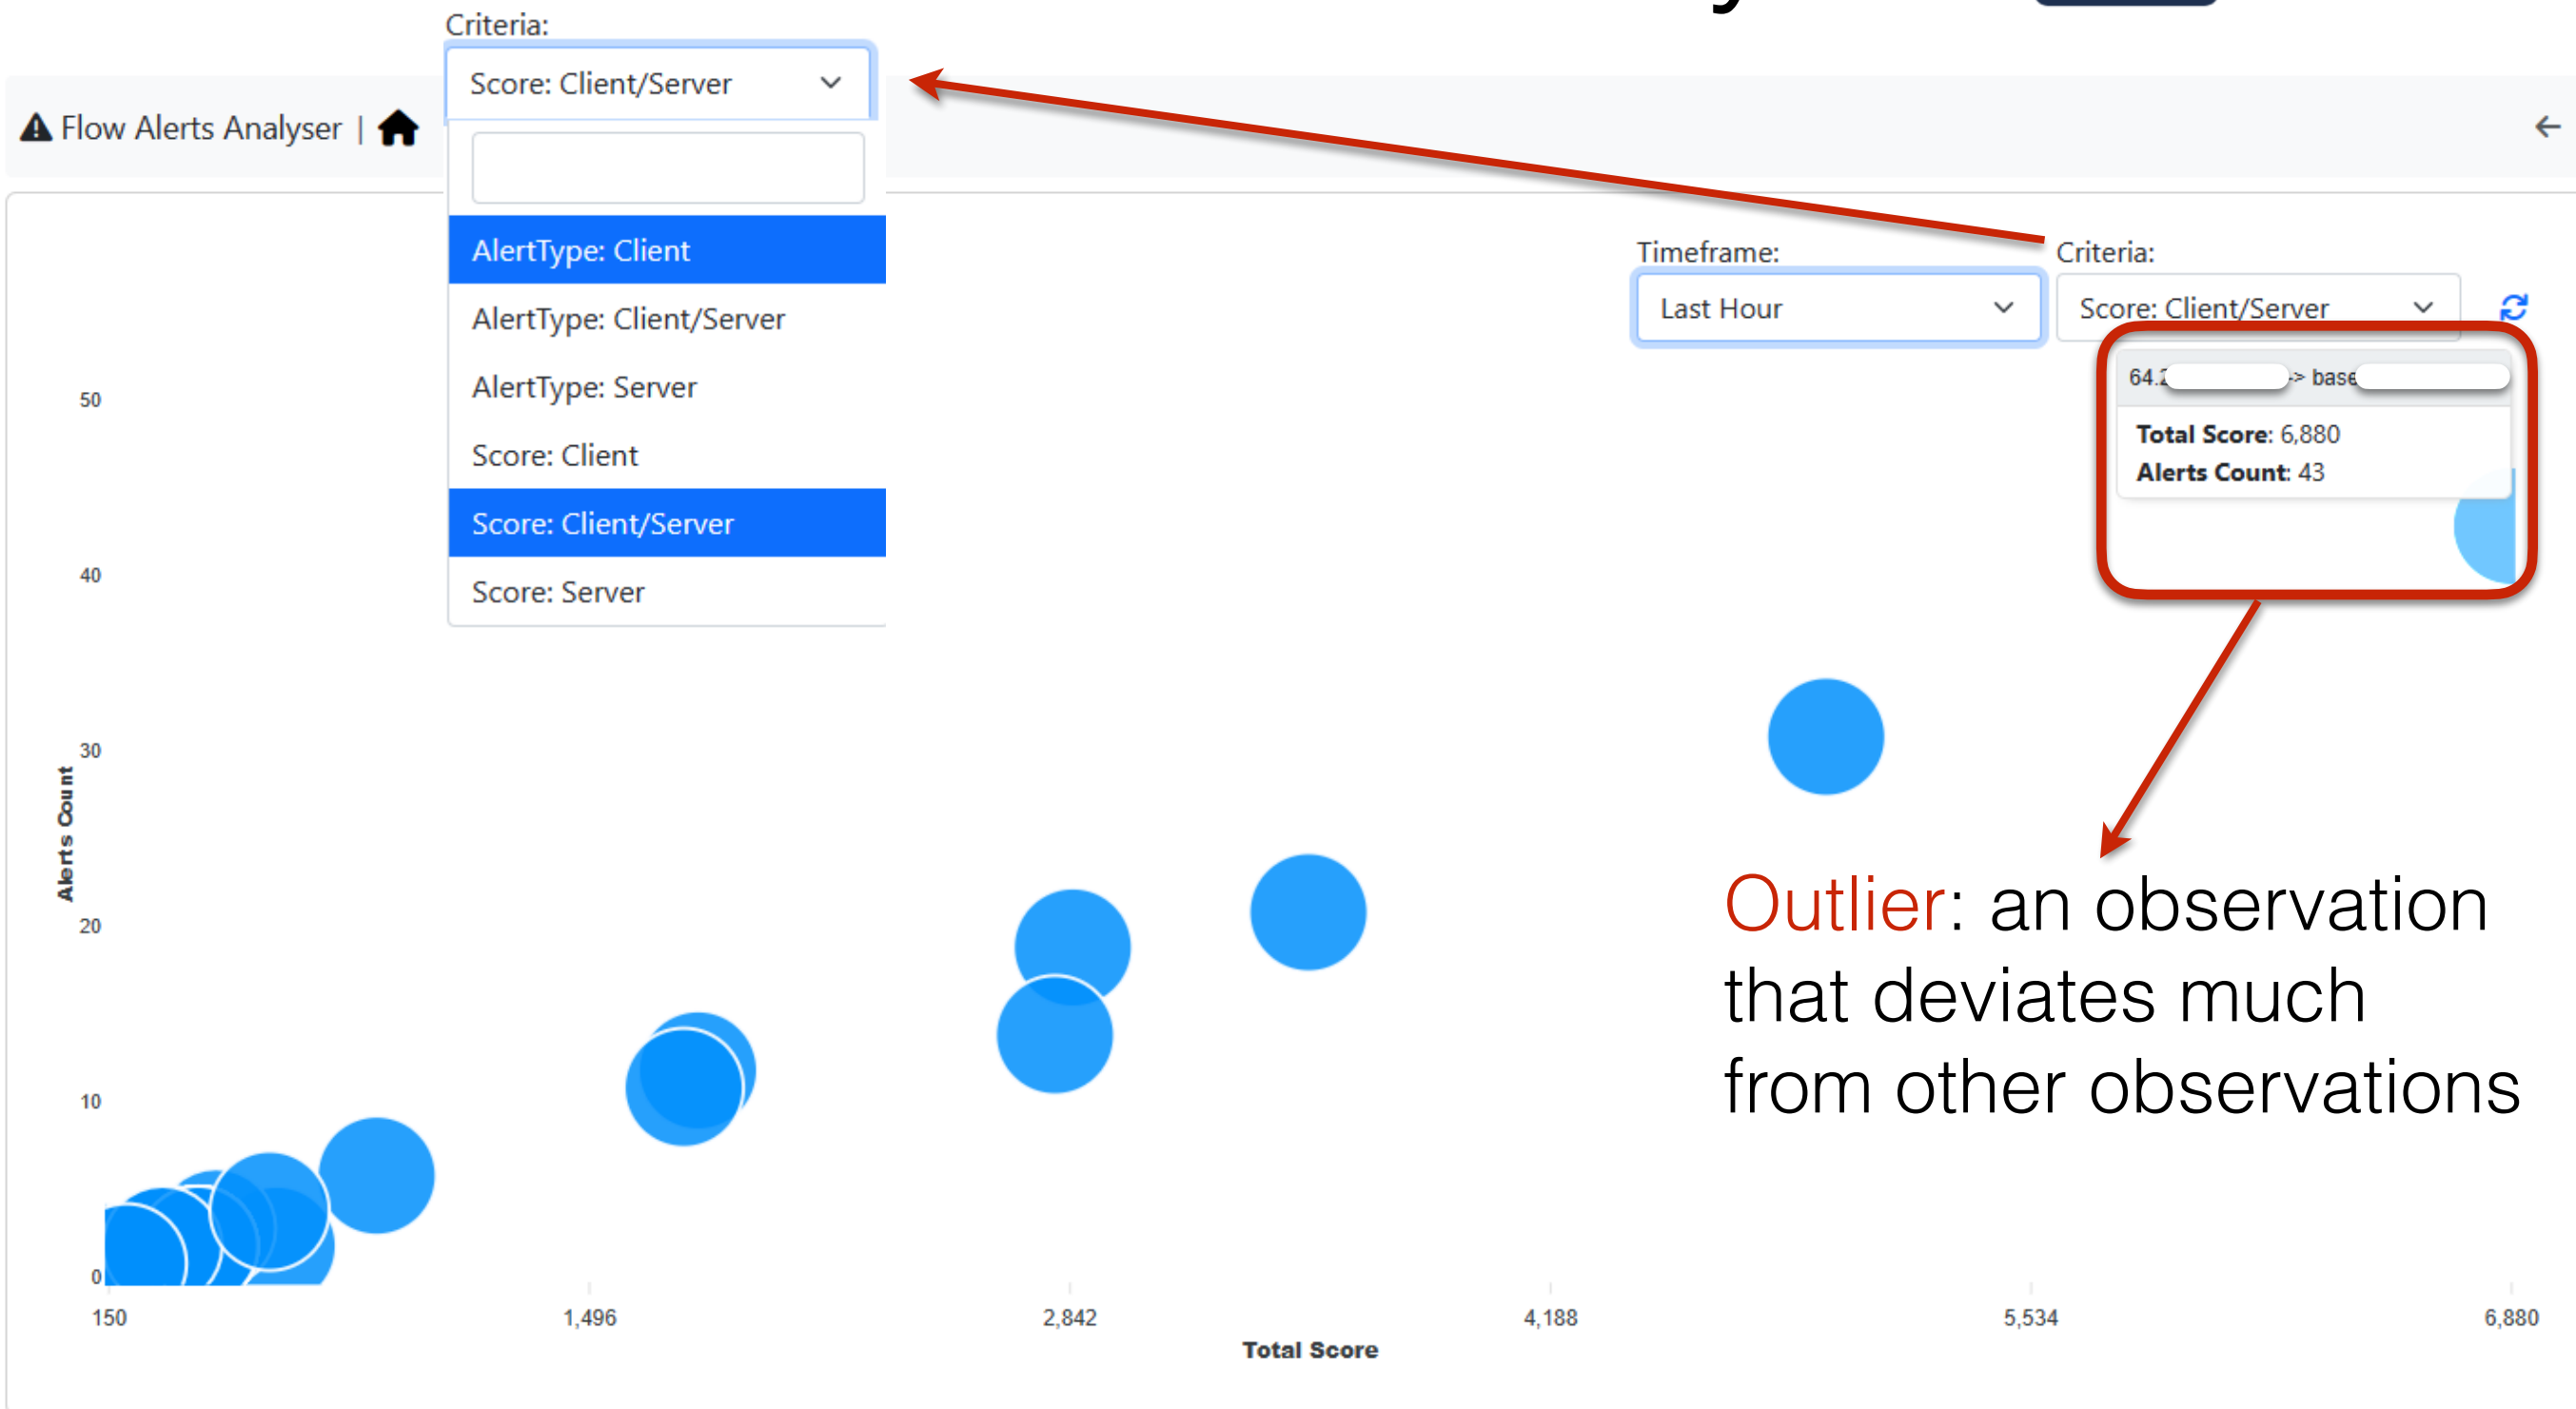 Criteria:
Score: Client/Server
Flow Alerts Analyser |
AlertType: Client
AlertType: Client/Server
AlertType: Server
Score: Client
Score: Client/Server
Score: Server
Timeframe:
Last Hour
Criteria:
Score: Client/Server
-> base
Total Score: 6,880
Alerts Count: 43
50
40
30
20
10
0
Alerts Count
Outlier: an observation
that deviates much
from other observations
150
1,496
2,842
4,188
5,534
6,880
Total Score